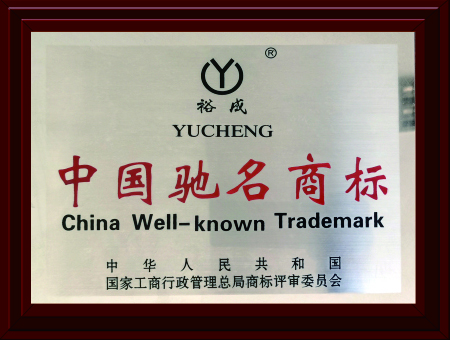 ®
裕成
YUCHENG
中国驰名商标
China Well-known Trademark
中华人民共和国
国家工商行政管理总局商标评审委员会